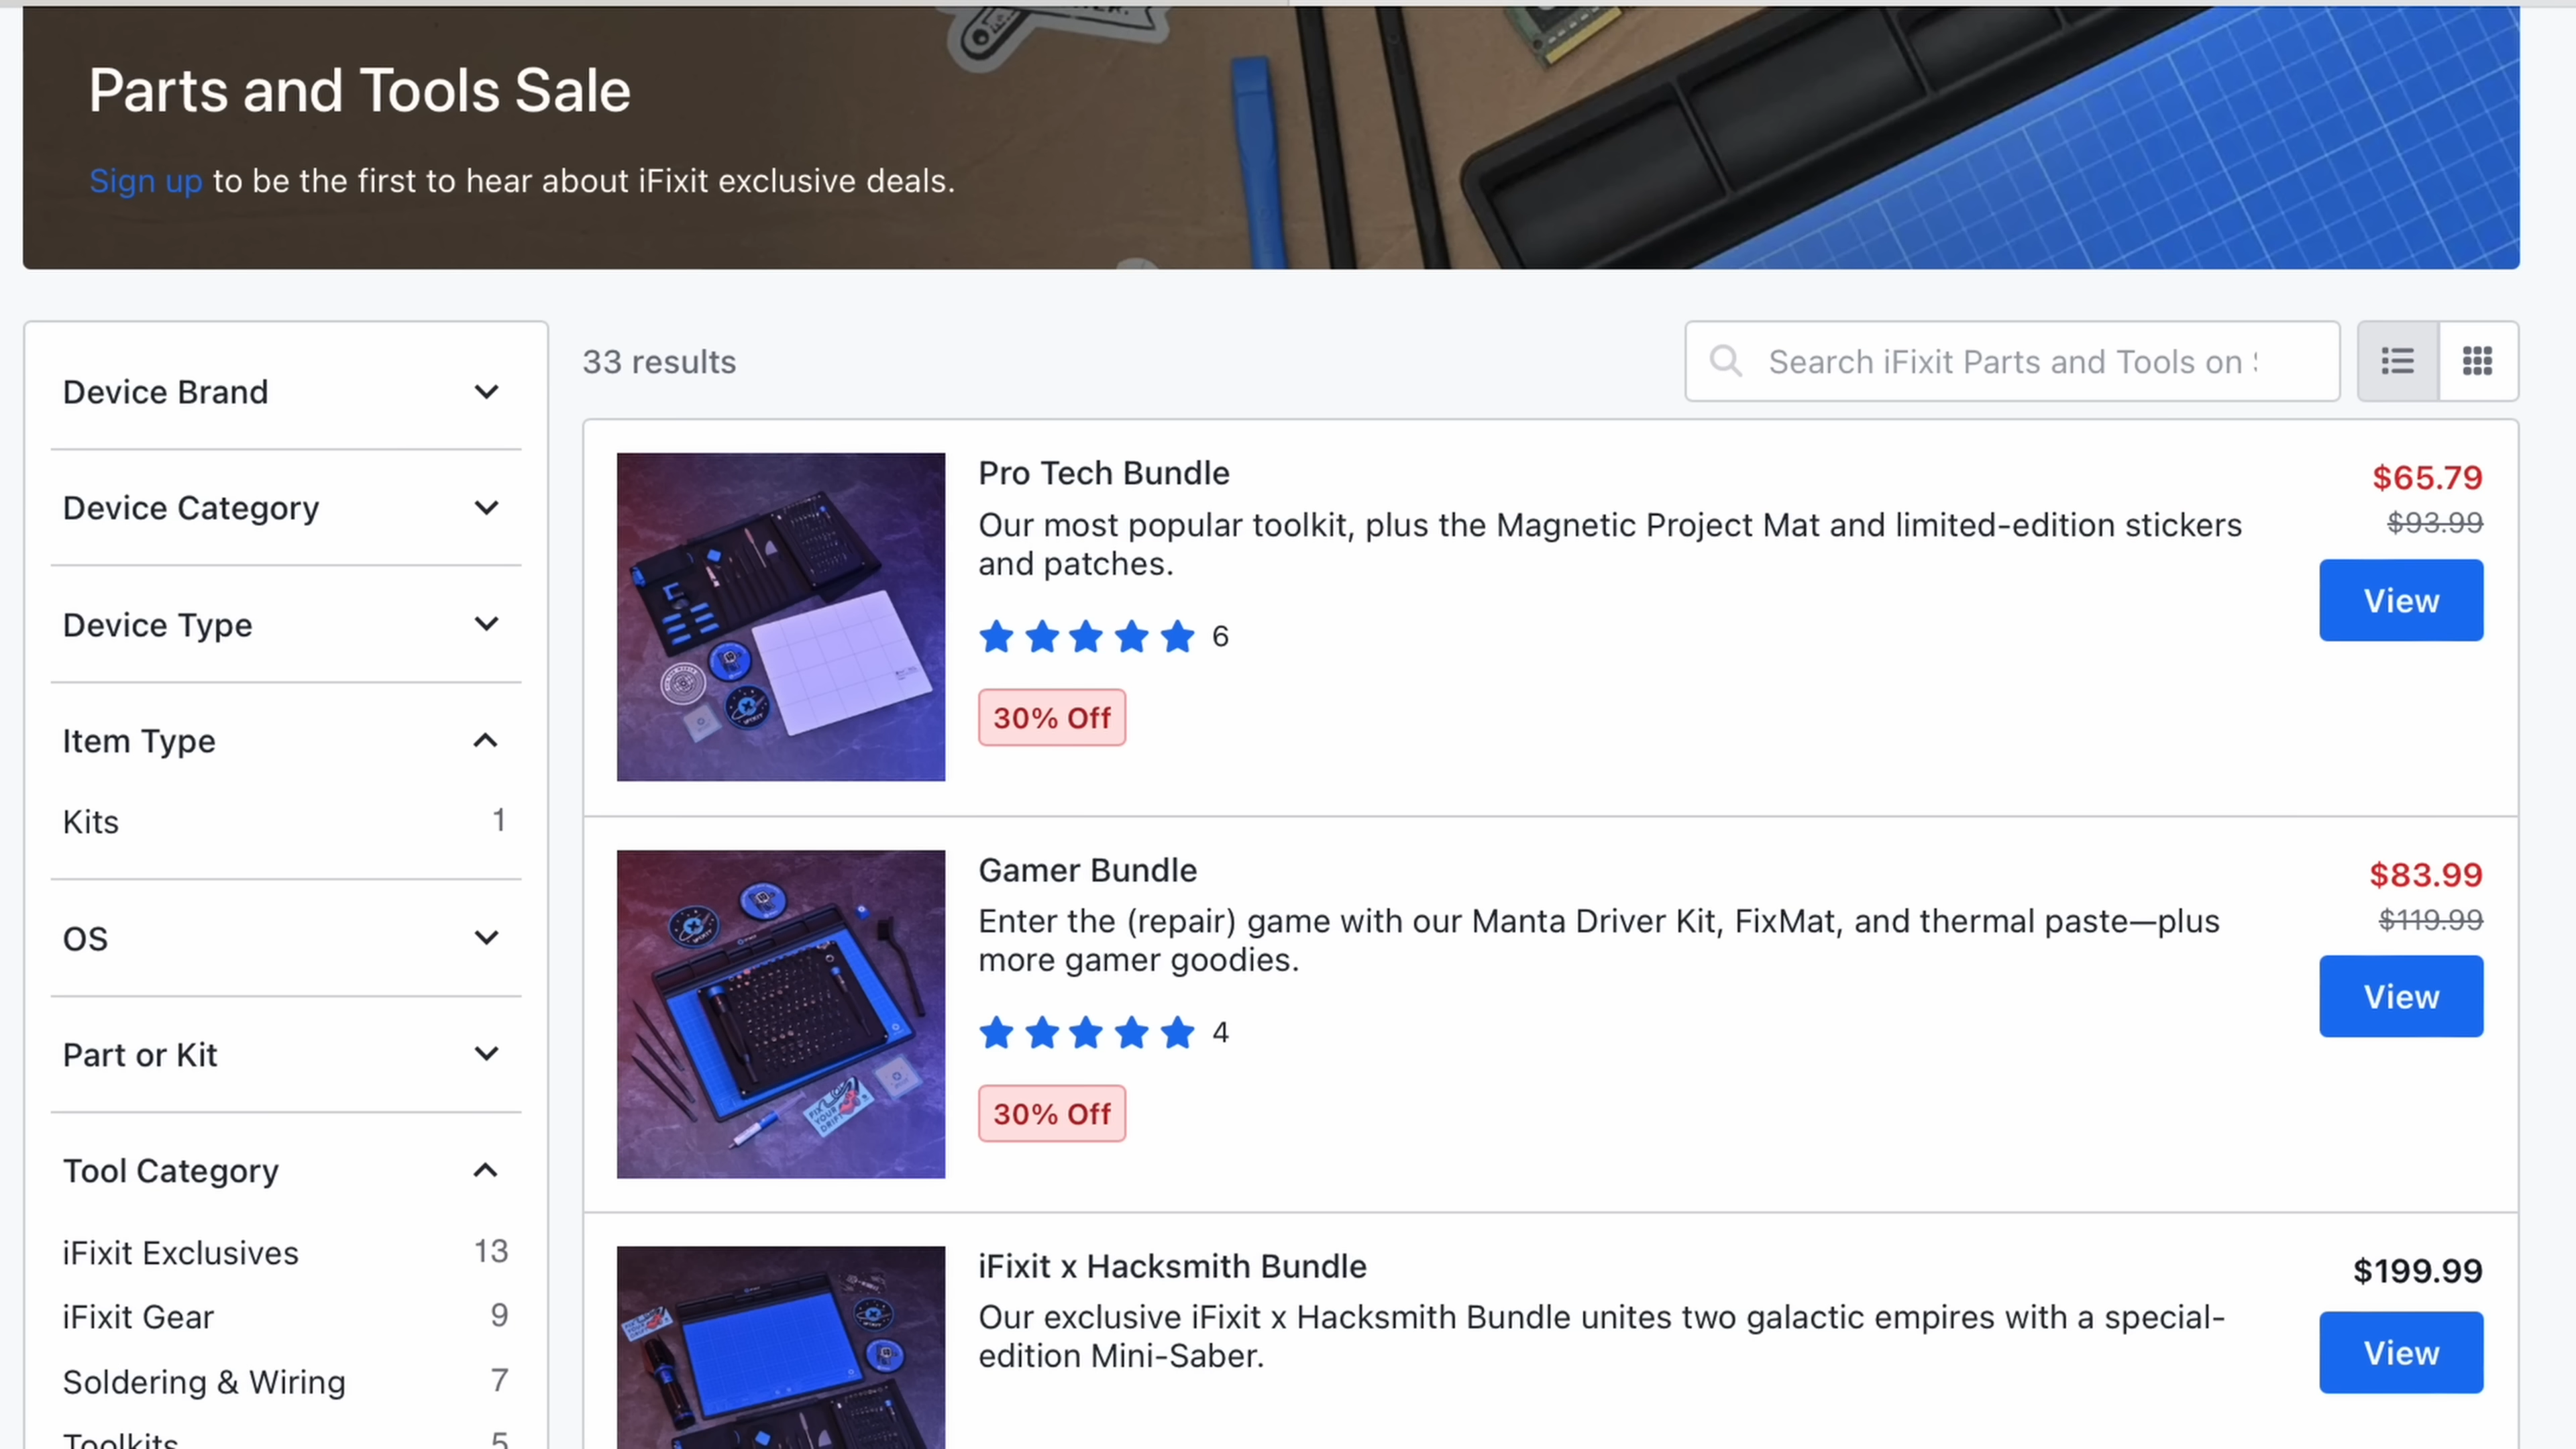 Parts and Tools Sale
Sign up to be the first to hear about iFixit exclusive deals.
Device Brand
Device Category
Device Type
Item Type
Kits 1
OS
Part or Kit
Tool Category
iFixit Exclusives 13
iFixit Gear 9
Soldering & Wiring 7
Toolkits 5
33 results
Search iFixit Parts and Tools on
Pro Tech Bundle
$65.79
Our most popular toolkit, plus the Magnetic Project Mat and limited-edition stickers
$93.99
and patches.
View
6
30% Off
Gamer Bundle
$83.99
Enter the (repair) game with our Manta Driver Kit, FixMat, and thermal paste—plus
$119.99
more gamer goodies.
View
4
30% Off
FIX
YOUR
DRIFT
iFixit x Hacksmith Bundle
$199.99
Our exclusive iFixit x Hacksmith Bundle unites two galactic empires with a special-
edition Mini-Saber.
View